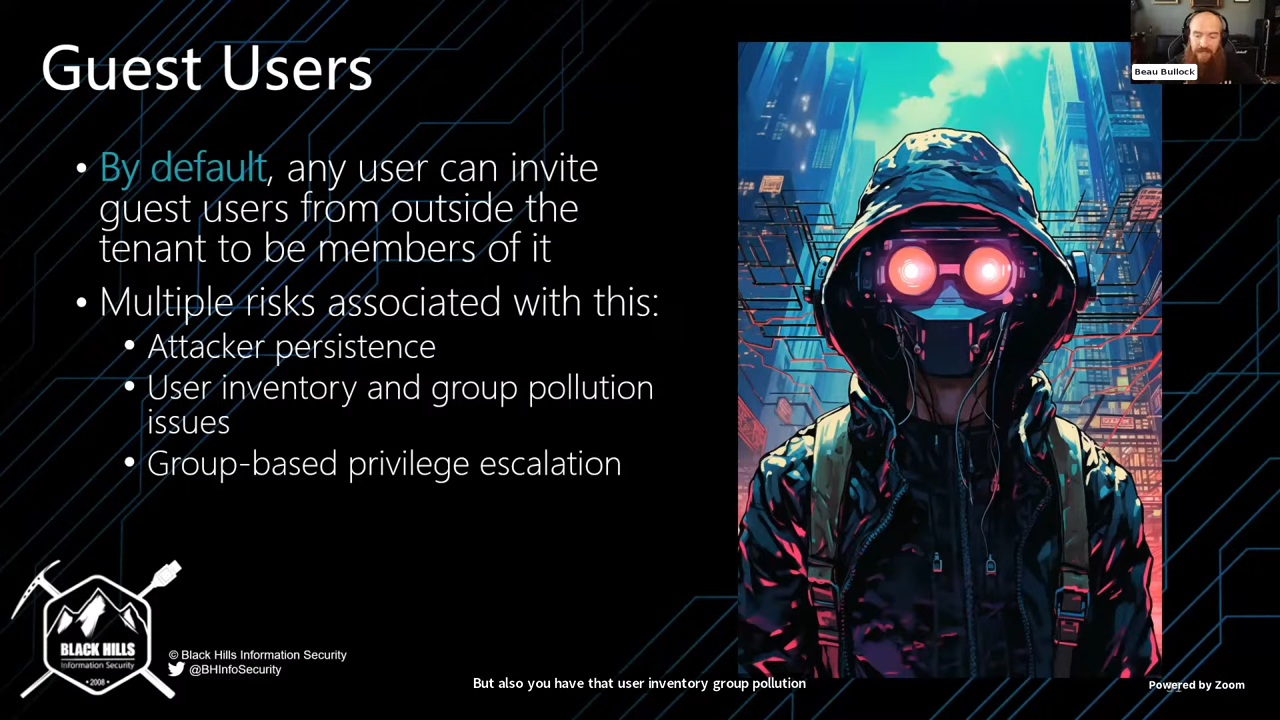 Guest Users
Beau Bullock
• By default, any user can invite
guest users from outside the
tenant to be members of it
• Multiple risks associated with this:
• Attacker persistence
• User inventory and group pollution
issues
• Group-based privilege escalation
BLACK HILLS
Information Security
• 2008 •
© Black Hills Information Security
@BHInfoSecurity
But also you have that user inventory group pollution
Powered by Zoom